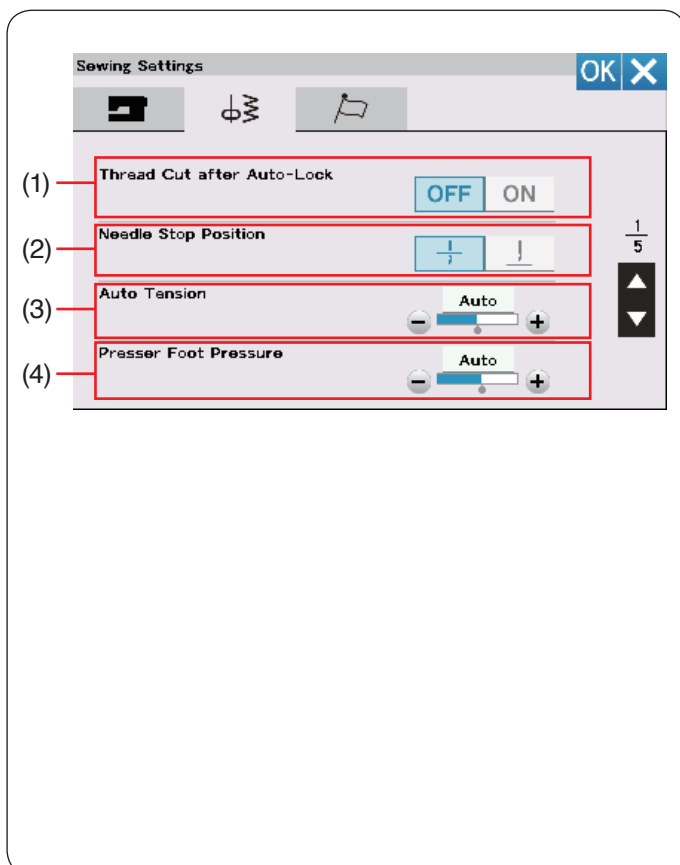 Sewing Settings
OK
(1)
Thread Cut after Auto-Lock
OFF ON
(2)
Needle Stop Position
1
5
(3)
Auto Tension
Auto
(4)
Presser Foot Pressure
Auto